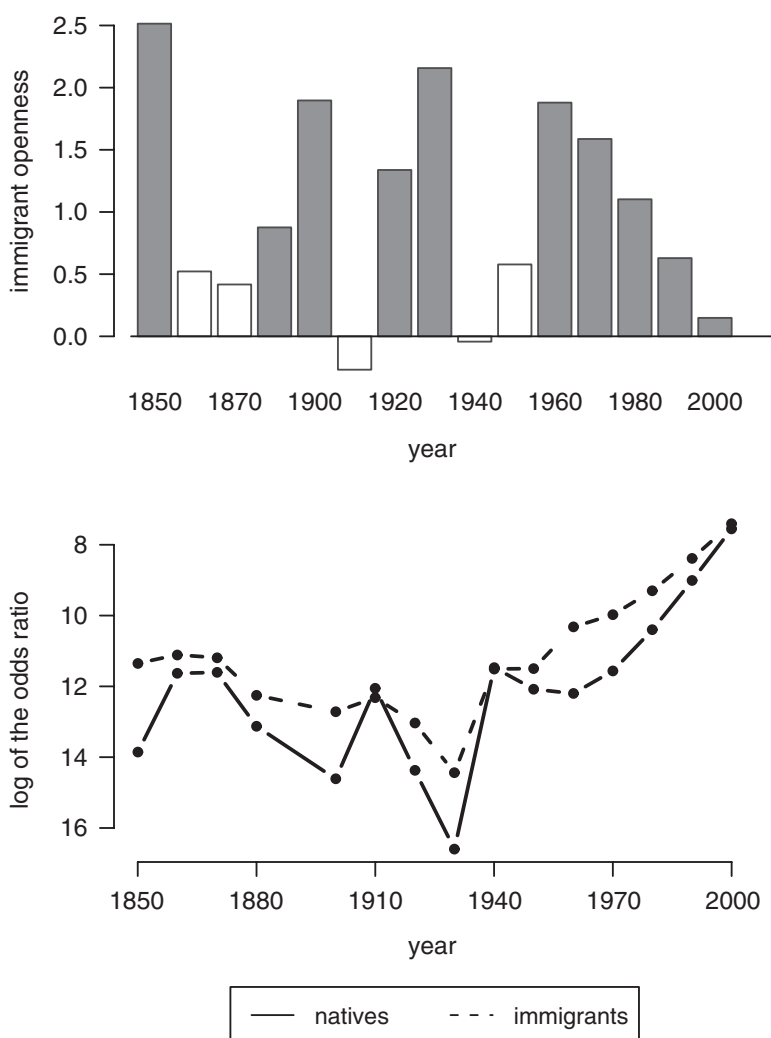 2.5
2.0
1.5
1.0
0.5
0.0
immigrant openness
1850 1870 1900 1920 1940 1960 1980 2000
year
8
10
12
14
16
log of the odds ratio
1850 1880 1910 1940 1970 2000
year
natives immigrants